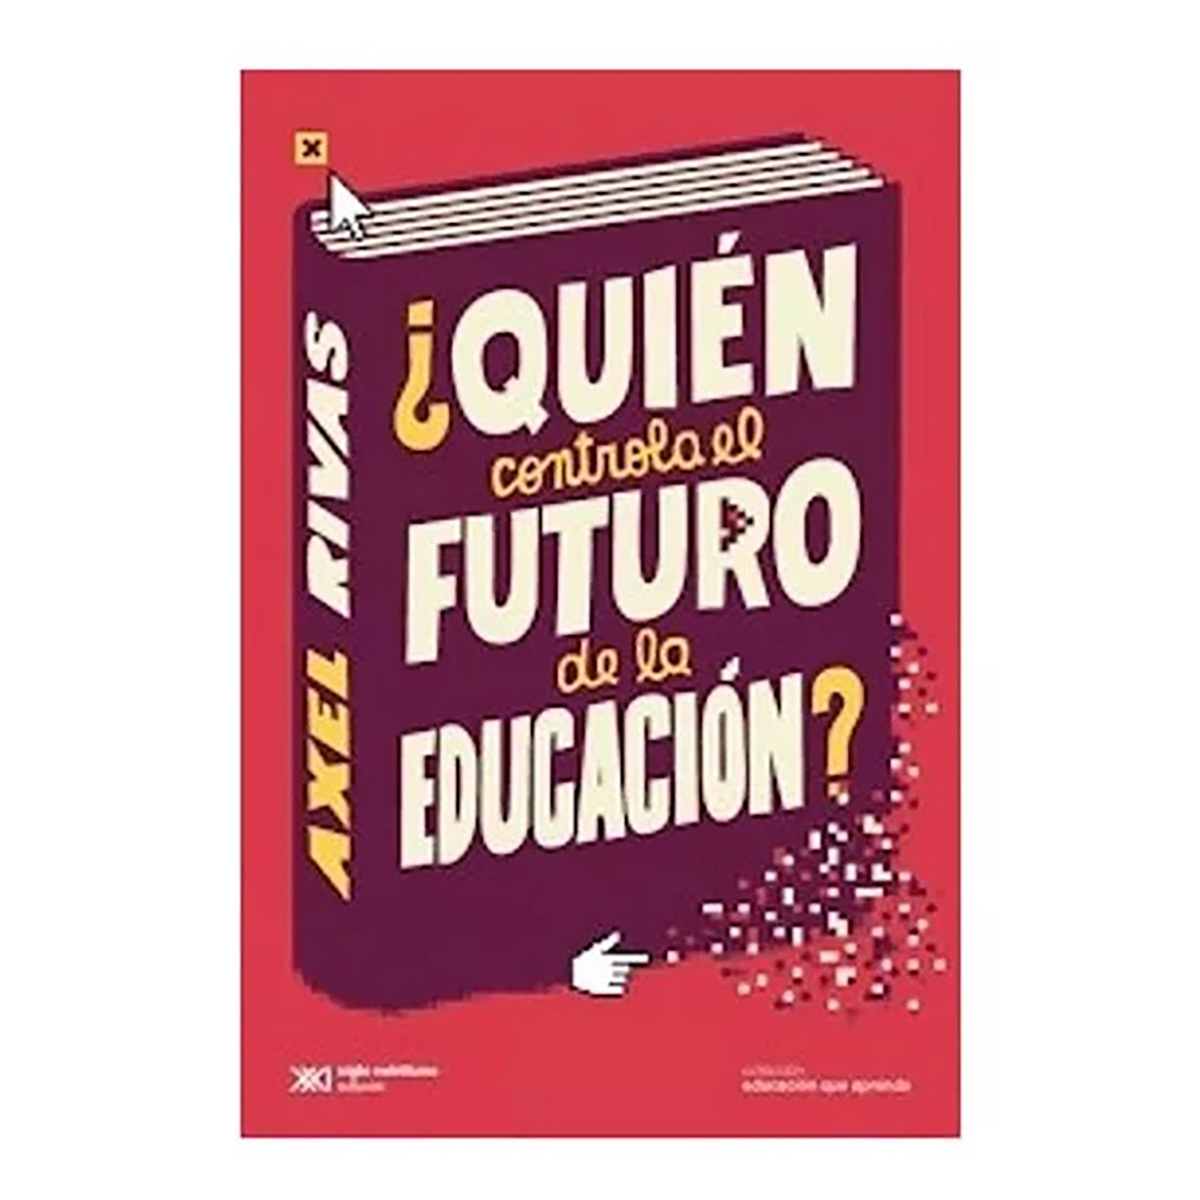 ¿QUIÉN
controla el
FUTURO
de la
EDUCACIÓN?
AXEL RIVAS
siglo veintiuno
editores
colección
educación que aprende